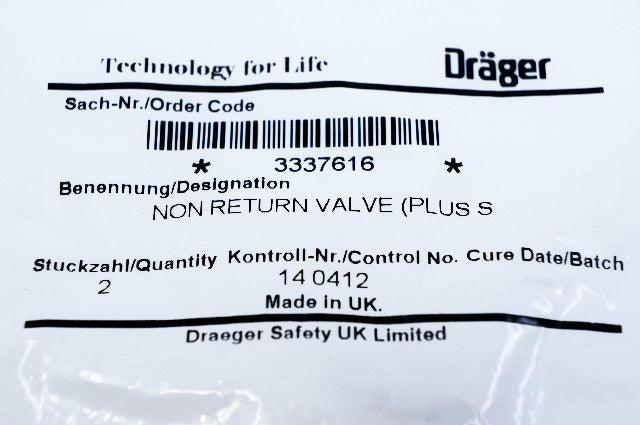 Technology for Life Dräger
Sach-Nr./Order Code
* 3337616 *
Benennung/Designation
NON RETURN VALVE (PLUS S
Stuckzahl/Quantity Kontroll-Nr./Control No. Cure Date/Batch
2 14 0412
Made in UK.
Draeger Safety UK Limited